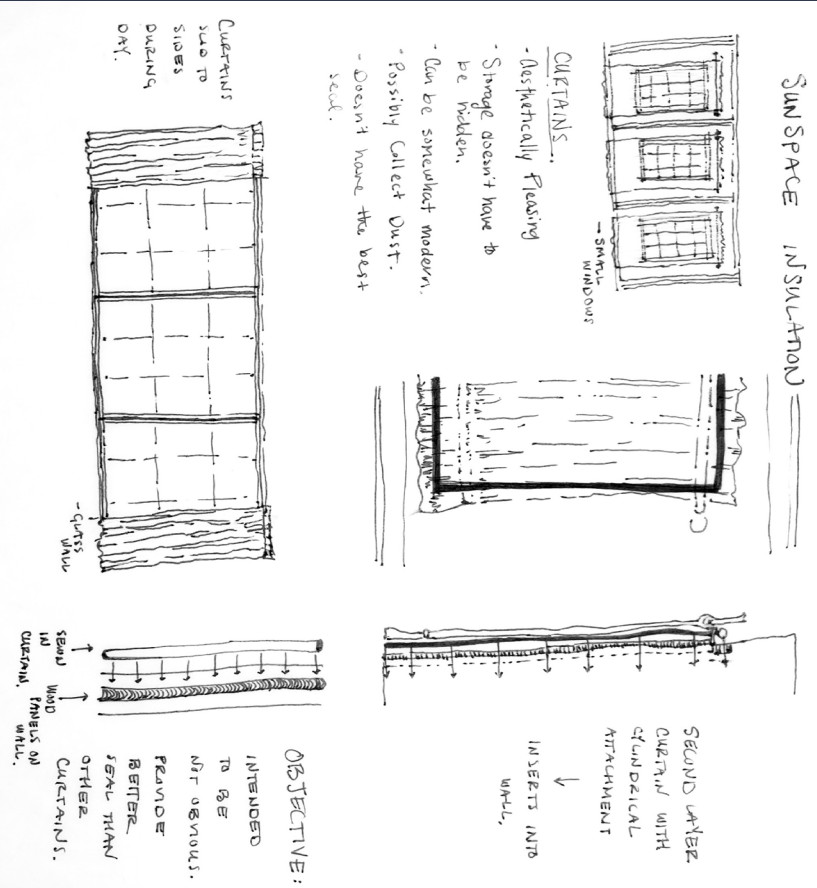 SUNSPACE INSULATION
- SMALL
WINDOWS
CURTAINS.
- Aesthetically Pleasing
- Storage doesn't have to
be hidden.
- Can be somewhat modern.
- Possibly Collect Dust.
- Doesn't have the best
seal.
CURTAINS
SLID TO
SIDES
DURING
DAY.
- GLASS
WALL
SECOND LAYER
CURTAIN WITH
CYLINDRICAL
ATTACHMENT
↓
INSERTS INTO
WALL.
OBJECTIVE:
INTENDED
TO BE
NOT OBVIOUS.
PROVIDE
BETTER
SEAL THAN
OTHER
CURTAINS.
SEWN
IN
CURTAIN.
WOOD
PANELS ON
WALL.